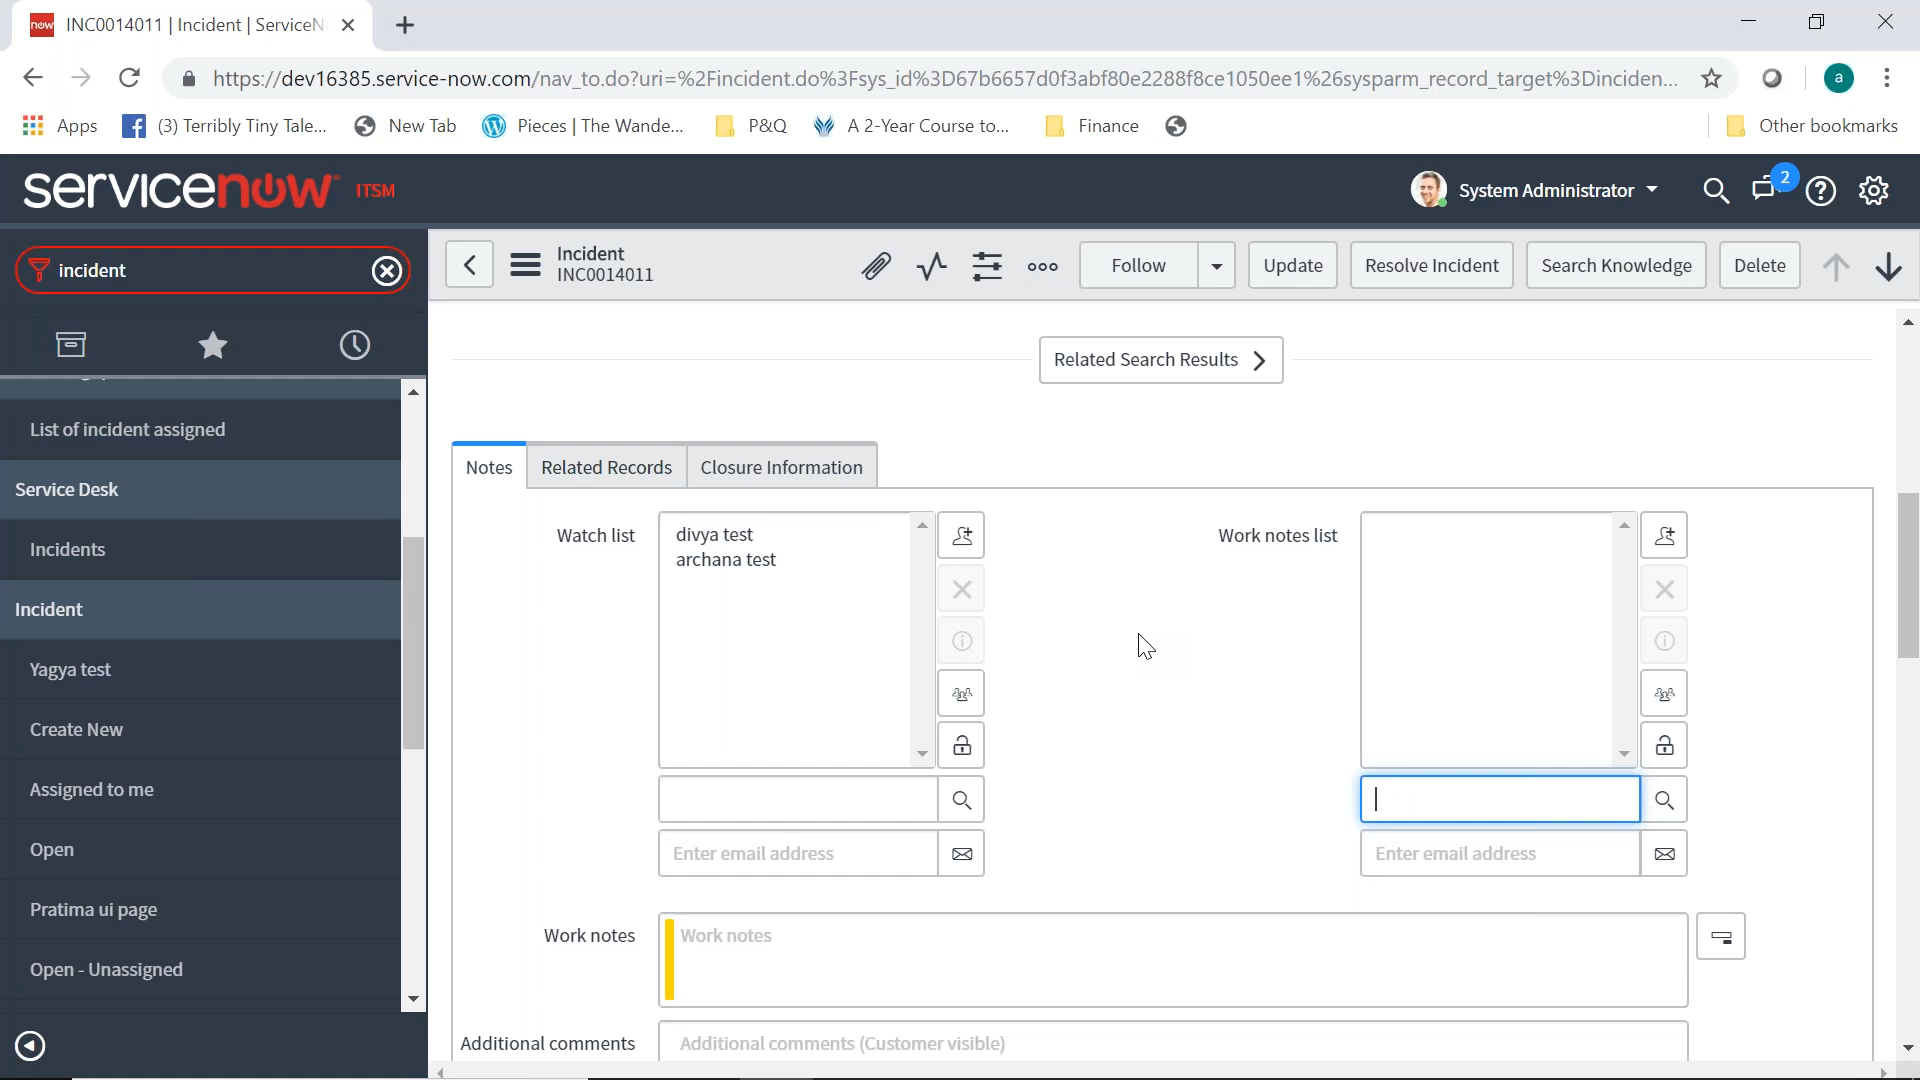 now INC0014011 | Incident | ServiceN
https://dev16385.service-now.com/nav_to.do?uri=%2Fincident.do%3Fsys_id%3D67b6657d0f3abf80e2288f8ce1050ee1%26sysparm_record_target%3Dinciden...
a
Apps
(3) Terribly Tiny Tale...
New Tab
Pieces | The Wande...
P&Q
A 2-Year Course to...
Finance
Other bookmarks
servicenow ITSM
System Administrator
2
incident
Incident
INC0014011
Follow
Update
Resolve Incident
Search Knowledge
Delete
List of incident assigned
Service Desk
Incidents
Incident
Yagya test
Create New
Assigned to me
Open
Pratima ui page
Open - Unassigned
Related Search Results
Notes
Related Records
Closure Information
Watch list
divya test
archana test
Work notes list
Enter email address
Enter email address
Work notes
Work notes
Additional comments
Additional comments (Customer visible)